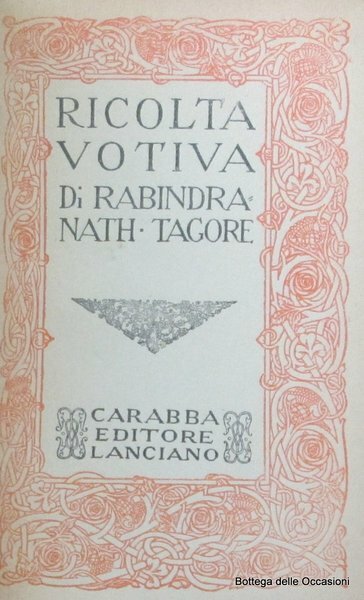 RICOLTA
VOTIVA
Di RABINDRA=
NATH · TAGORE
CARABBA
EDITORE
LANCIANO
Bottega delle Occasioni